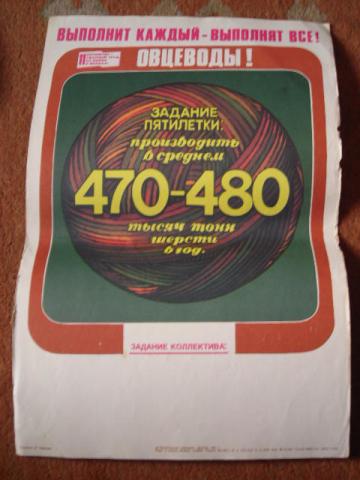 ВЫПОЛНИТ КАЖДЫЙ - ВЫПОЛНЯТ ВСЕ!
ОВЦЕВОДЫ!
ЗАДАНИЕ
ПЯТИЛЕТКИ:
производить
в среднем
470-480
тысяч тонн
шерсти
в год.
ЗАДАНИЕ КОЛЛЕКТИВА: